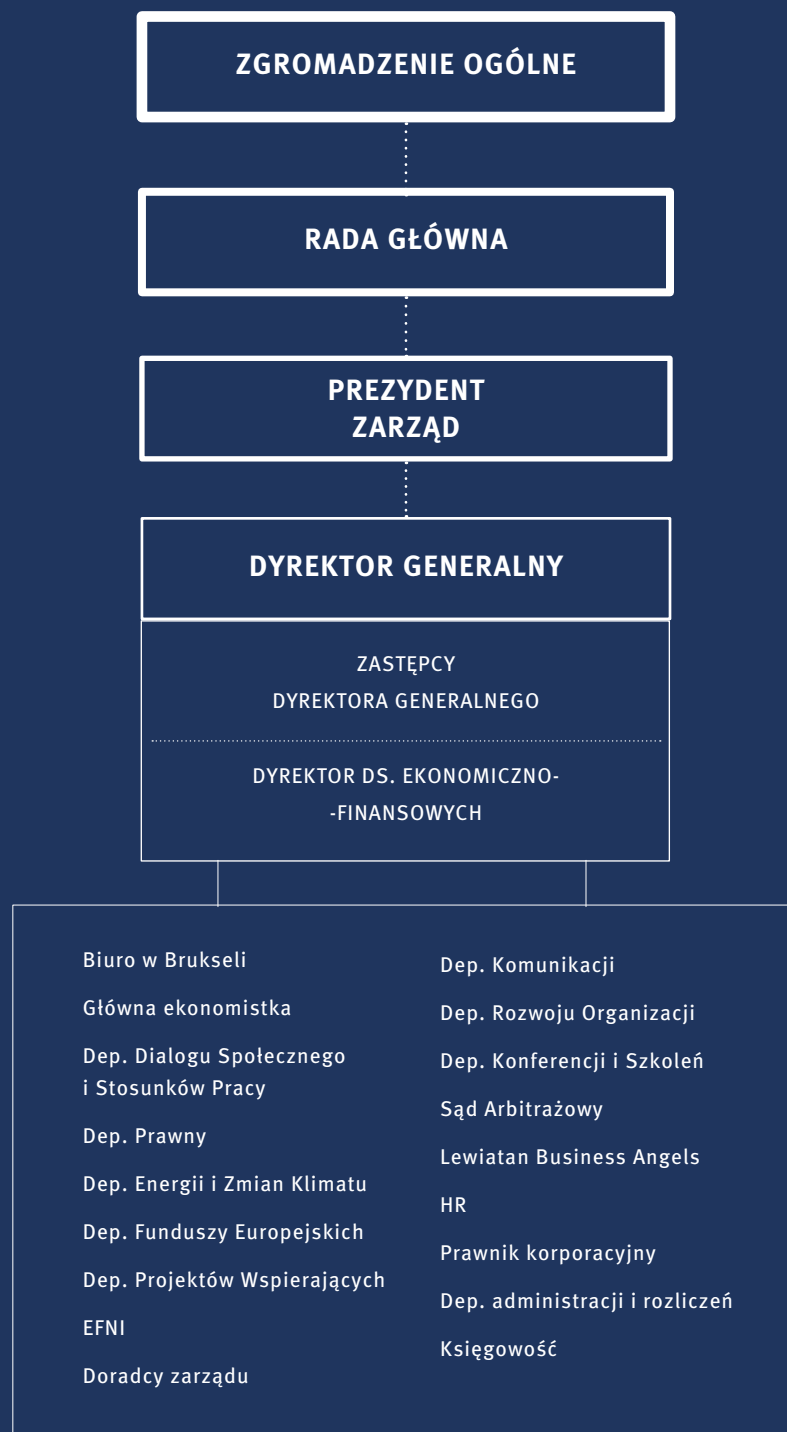 ZGROMADZENIE OGÓLNE
RADA GŁÓWNA
PREZYDENT
ZARZĄD
DYREKTOR GENERALNY
ZASTĘPCY
DYREKTORA GENERALNEGO
DYREKTOR DS. EKONOMICZNO-
-FINANSOWYCH
Biuro w Brukseli
Główna ekonomistka
Dep. Dialogu Społecznego
i Stosunków Pracy
Dep. Prawny
Dep. Energii i Zmian Klimatu
Dep. Funduszy Europejskich
Dep. Projektów Wspierających
EFNI
Doradcy zarządu
Dep. Komunikacji
Dep. Rozwoju Organizacji
Dep. Konferencji i Szkoleń
Sąd Arbitrażowy
Lewiatan Business Angels
HR
Prawnik korporacyjny
Dep. administracji i rozliczeń
Księgowość